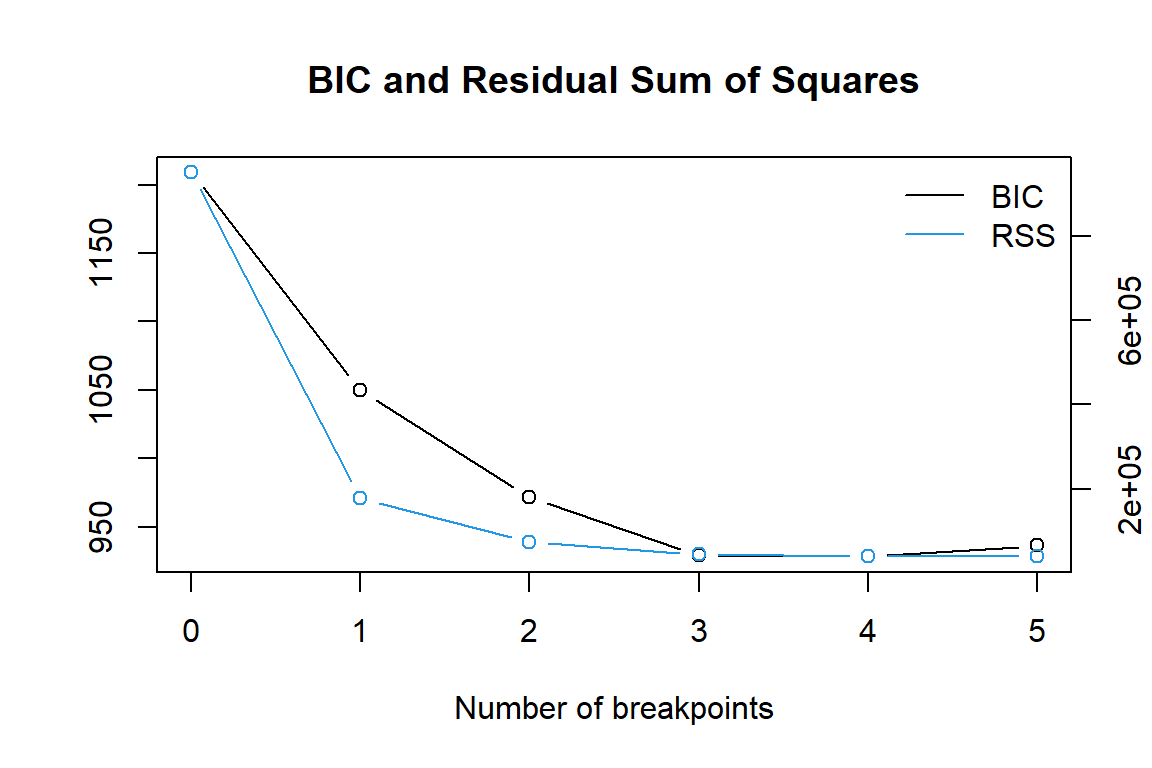 BIC and Residual Sum of Squares
BIC
RSS
1150
1050
950
6e+05
2e+05
0 1 2 3 4 5
Number of breakpoints